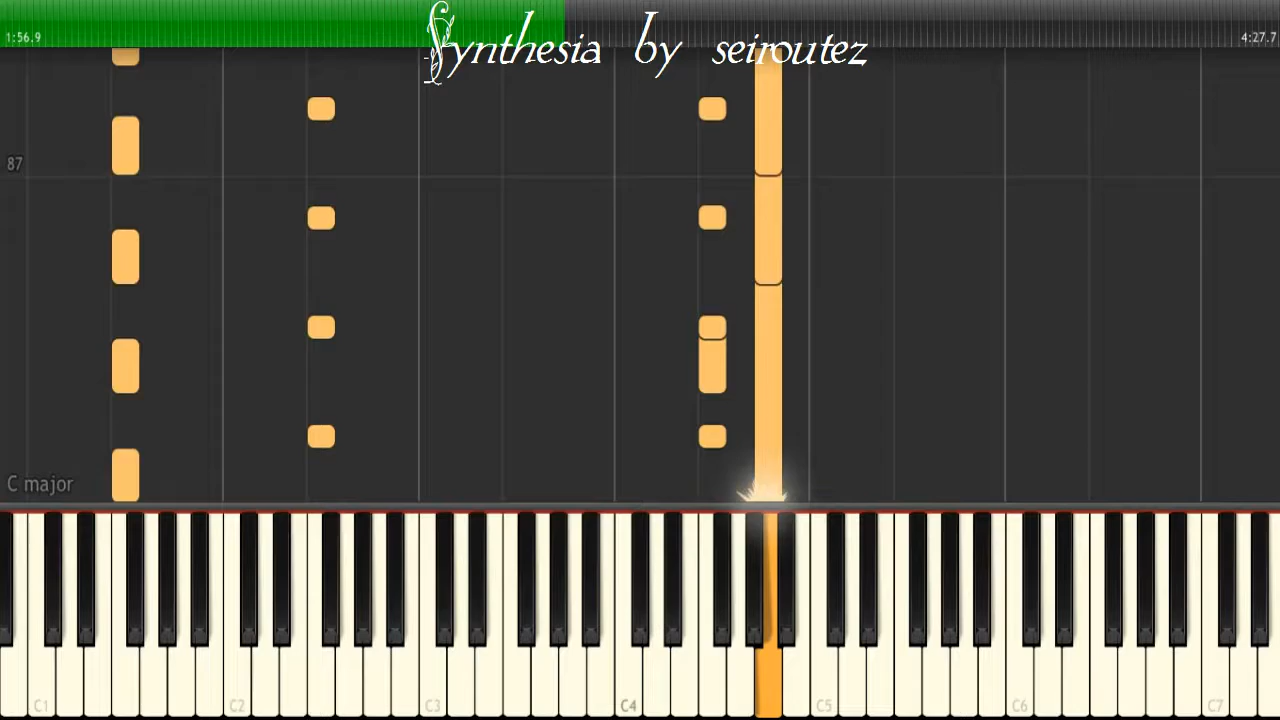 Synthesia by seiroutez
1:56.9
4:27.7
87
C major
C1 C2 C3 C4 C5 C6 C7